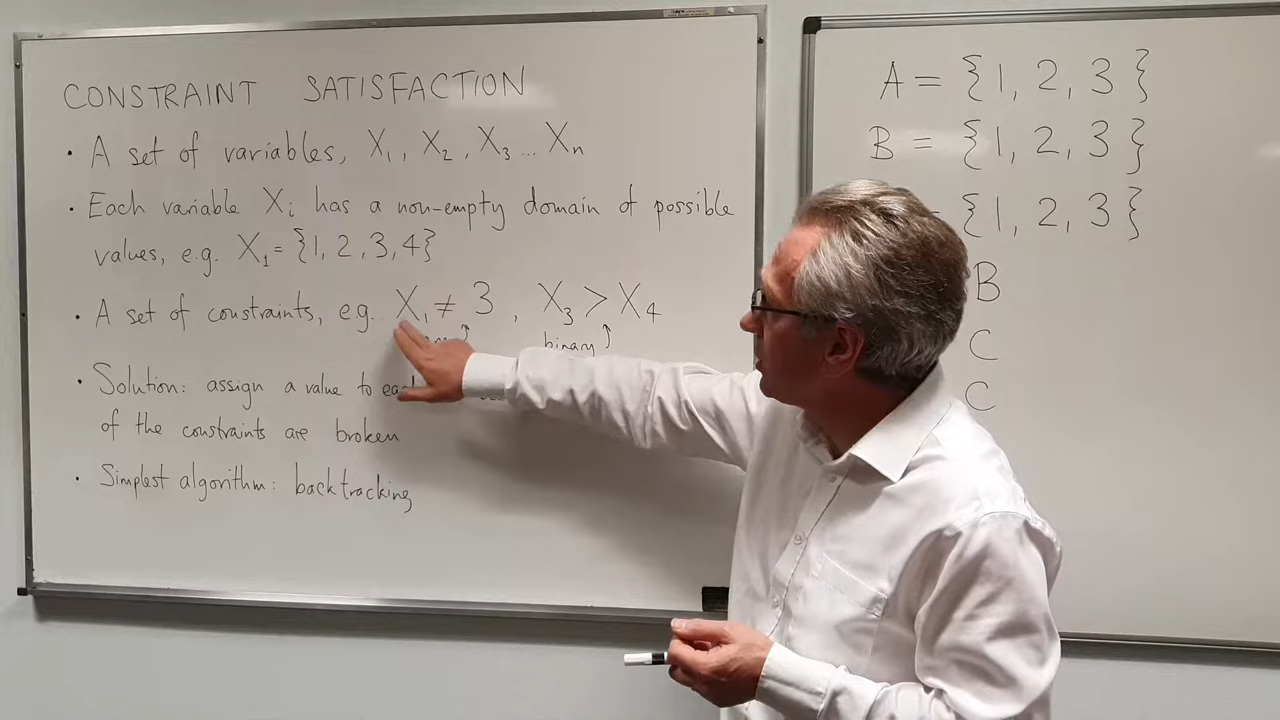 CONSTRAINT SATISFACTION
• A set of variables, X₁, X₂, X₃ ... Xₙ
• Each variable Xᵢ has a non-empty domain of possible
values, e.g. X₁ = {1, 2, 3, 4}
• A set of constraints, e.g. X₁ ≠ 3, X₃ > X₄
binary
• Solution: assign a value to
of the constraints are broken
• Simplest algorithm: backtracking
A = {1, 2, 3}
B = {1, 2, 3}
= {1, 2, 3}
B
C
C